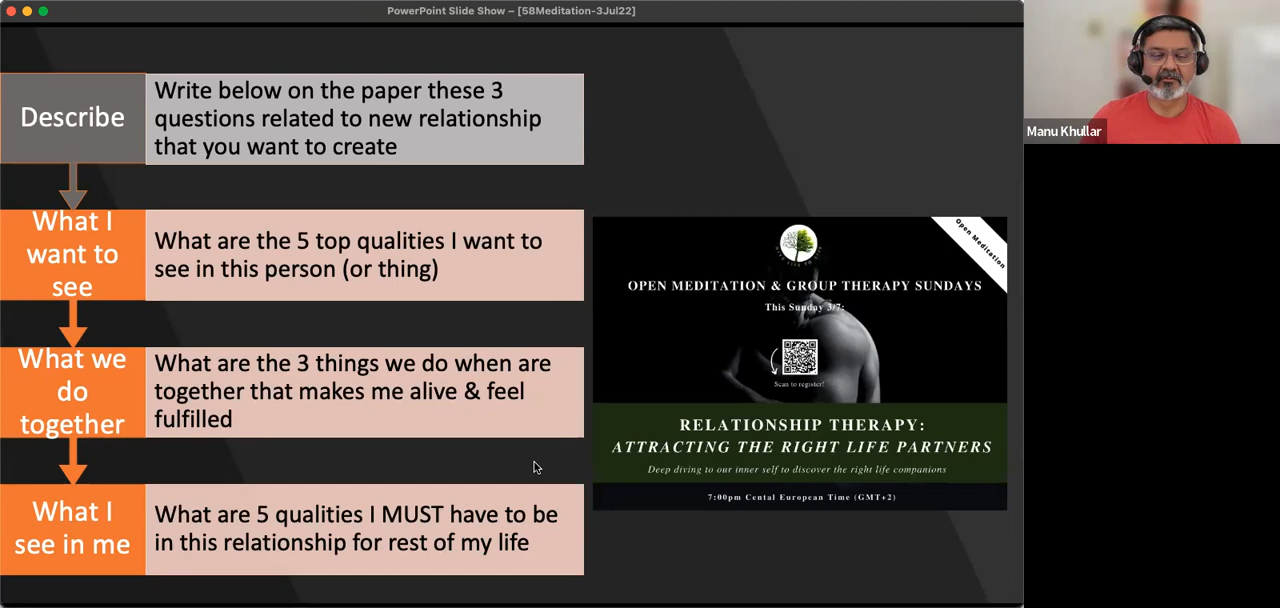 PowerPoint Slide Show – [58Meditation-3Jul22]
Describe
Write below on the paper these 3
questions related to new relationship
that you want to create
What I
want to
see
What are the 5 top qualities I want to
see in this person (or thing)
What we
do
together
What are the 3 things we do when are
together that makes me alive & feel
fulfilled
What I
see in me
What are 5 qualities I MUST have to be
in this relationship for rest of my life
Open Meditation
OPEN MEDITATION & GROUP THERAPY SUNDAYS
This Sunday 3/7:
Scan to register!
RELATIONSHIP THERAPY:
ATTRACTING THE RIGHT LIFE PARTNERS
Deep diving to our inner self to discover the right life companions
7:00pm Cental European Time (GMT+2)
Manu Khullar